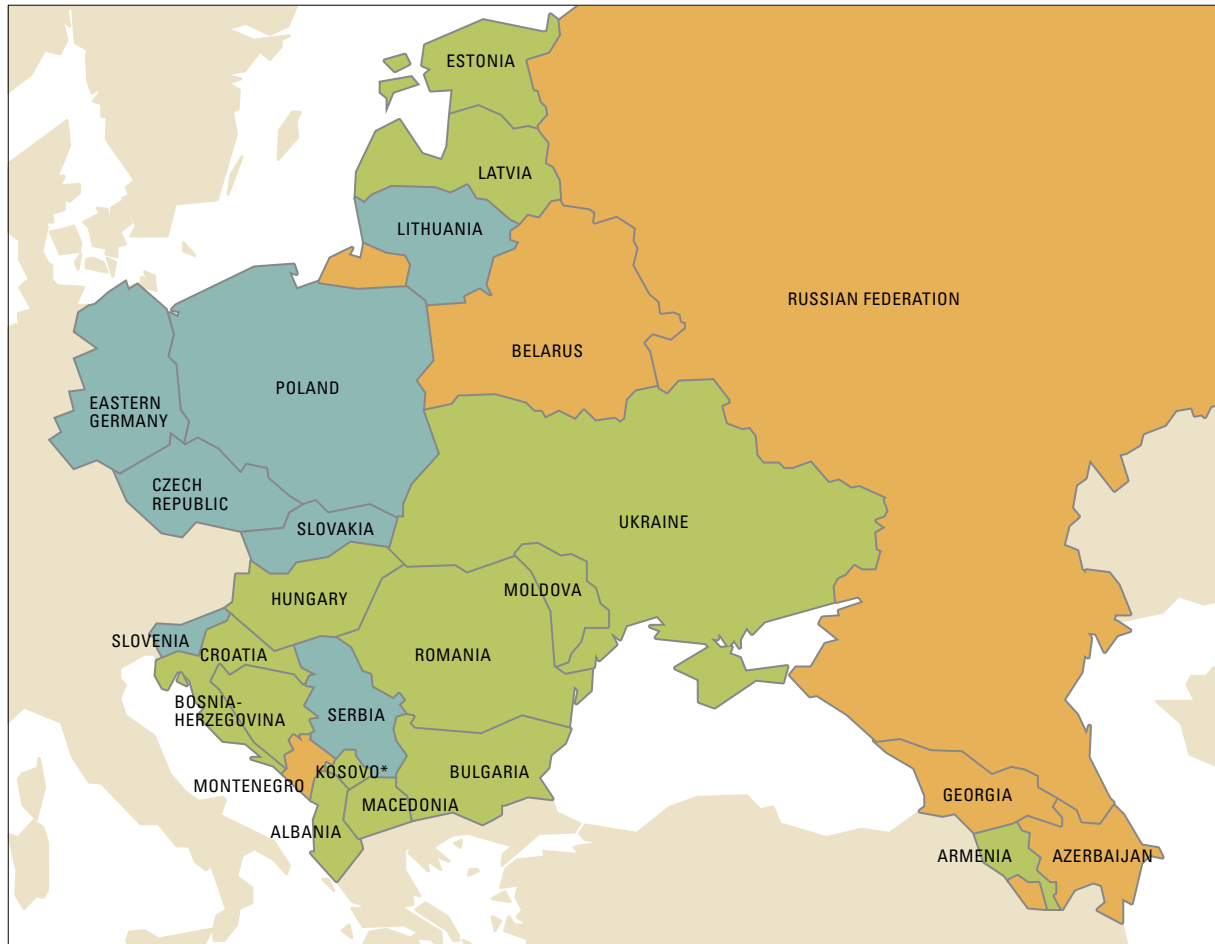 ESTONIA
LATVIA
LITHUANIA
RUSSIAN FEDERATION
BELARUS
POLAND
EASTERN
GERMANY
CZECH
REPUBLIC
SLOVAKIA
UKRAINE
MOLDOVA
HUNGARY
SLOVENIA
CROATIA
ROMANIA
BOSNIA-
HERZEGOVINA
SERBIA
KOSOVO*
BULGARIA
MONTENEGRO
MACEDONIA
ALBANIA
GEORGIA
ARMENIA
AZERBAIJAN